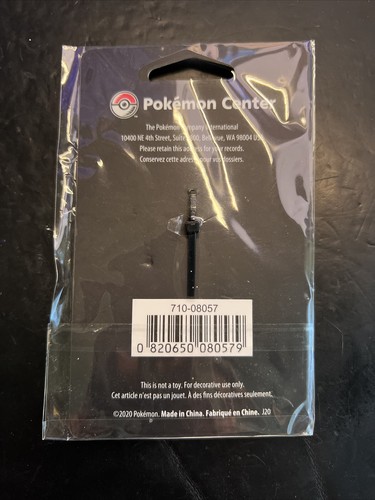 Pokémon Center
The Pokémon Company International
10400 NE 4th Street, Suite Bellevue, WA 98004
Please retain this address for your records.
Conservez cette adresse pour vos dossiers.
710-08057
0 820650 080579
This is not a toy. For decorative use only.
Cet article n'est pas un jouet. À des fins décoratives seulement.
©2020 Pokémon. Made in China. Fabriqué en Chine. J20